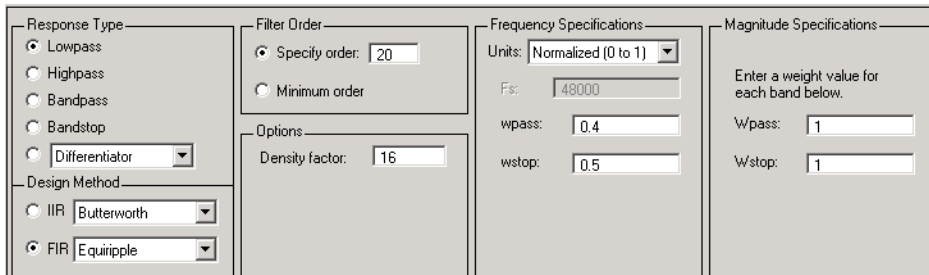 Response Type
Lowpass
Highpass
Bandpass
Bandstop
Differentiator
Design Method
IIR Butterworth
FIR Equiripple
Filter Order
Specify order: 20
Minimum order
Options
Density factor: 16
Frequency Specifications
Units: Normalized (0 to 1)
Fs: 48000
wpass: 0.4
wstop: 0.5
Magnitude Specifications
Enter a weight value for
each band below.
Wpass: 1
Wstop: 1